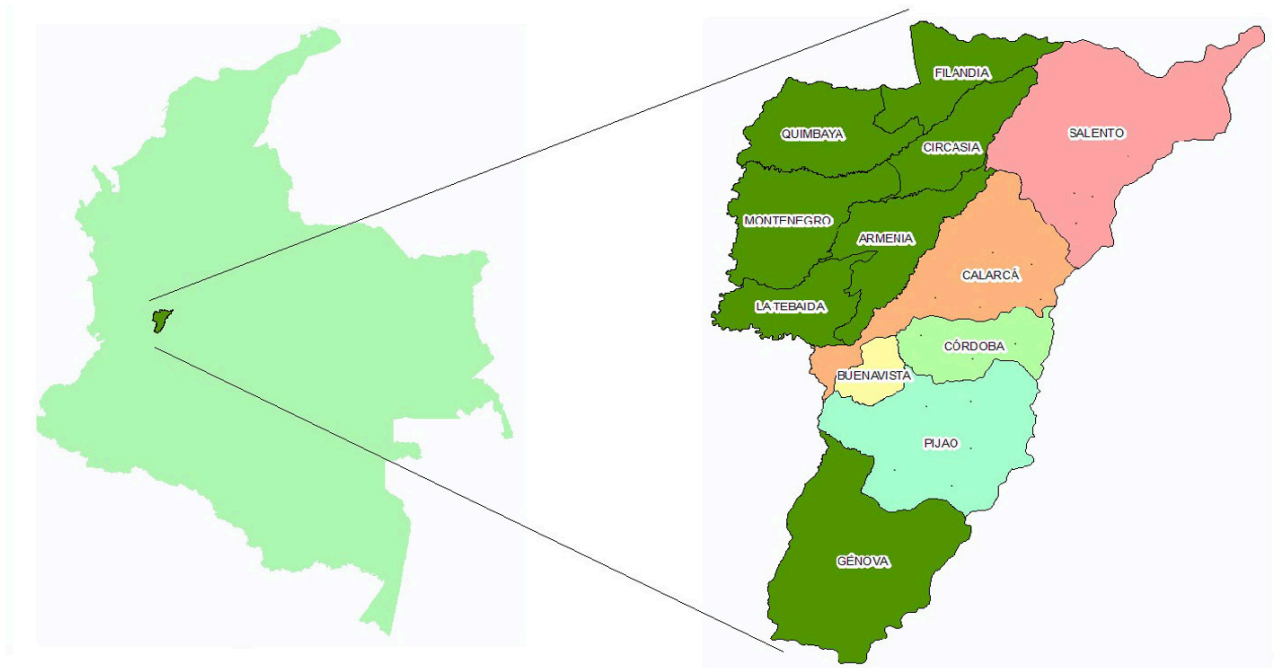 FILANDIA
QUIMBAYA
SALENTO
CIRCASIA
MONTENEGRO
ARMENIA
CALARCÁ
LA TEBAIDA
CÓRDOBA
BUENAVISTA
PIJAO
GÉNOVA